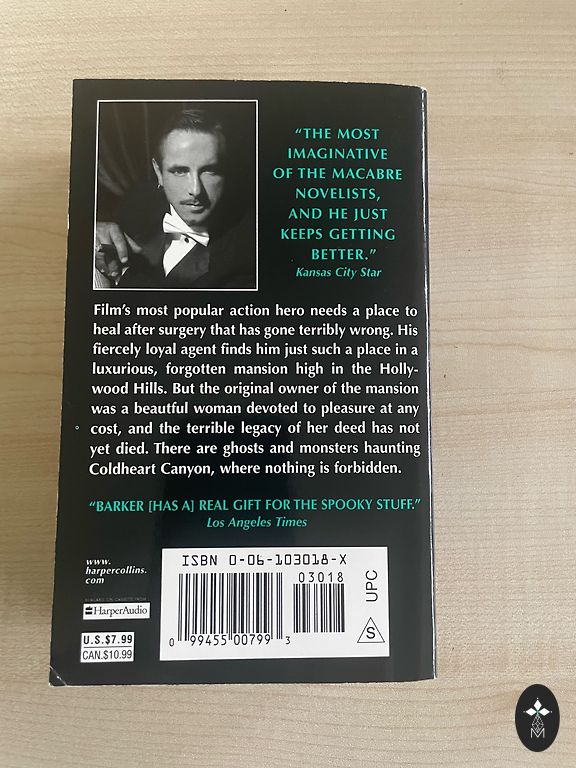 “THE MOST
IMAGINATIVE
OF THE MACABRE
NOVELISTS,
AND HE JUST
KEEPS GETTING
BETTER.”
Kansas City Star
Film’s most popular action hero needs a place to
heal after surgery that has gone terribly wrong. His
fiercely loyal agent finds him just such a place in a
luxurious, forgotten mansion high in the Holly-
wood Hills. But the original owner of the mansion
was a beautiful woman devoted to pleasure at any
cost, and the terrible legacy of her deed has not
yet died. There are ghosts and monsters haunting
Coldheart Canyon, where nothing is forbidden.
“BARKER [HAS A] REAL GIFT FOR THE SPOOKY STUFF.”
Los Angeles Times
www.
harpercollins.
com
AVAILABLE ON CASSETTE FROM
HarperAudio
U.S.$7.99
CAN.$10.99
ISBN 0-06-103018-X
03018
0 99455 00799 3
UPC
S
M